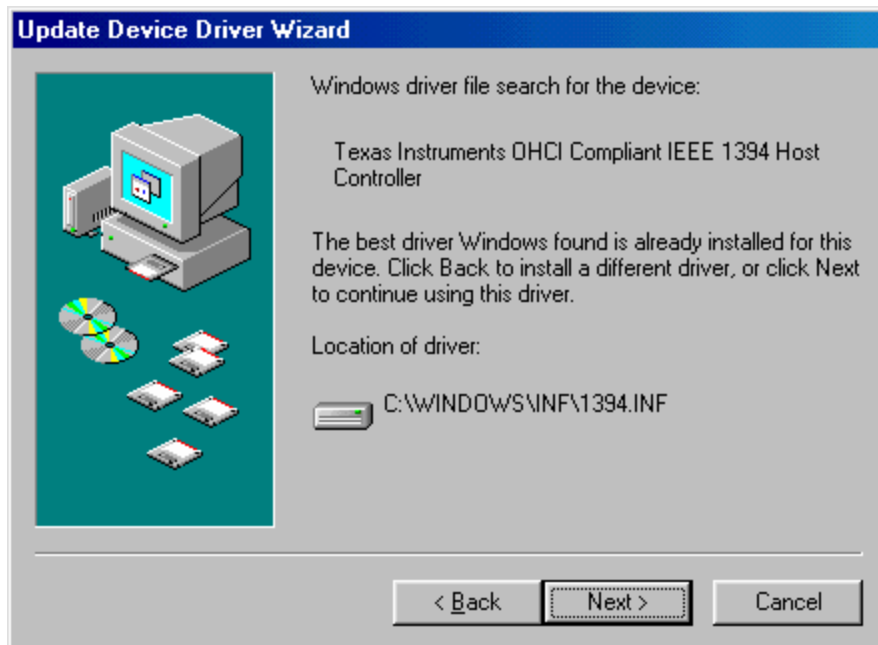 Update Device Driver Wizard
Windows driver file search for the device:
Texas Instruments OHCI Compliant IEEE 1394 Host
Controller
The best driver Windows found is already installed for this
device. Click Back to install a different driver, or click Next
to continue using this driver.
Location of driver:
C:\WINDOWS\INF\1394.INF
< Back
Next >
Cancel